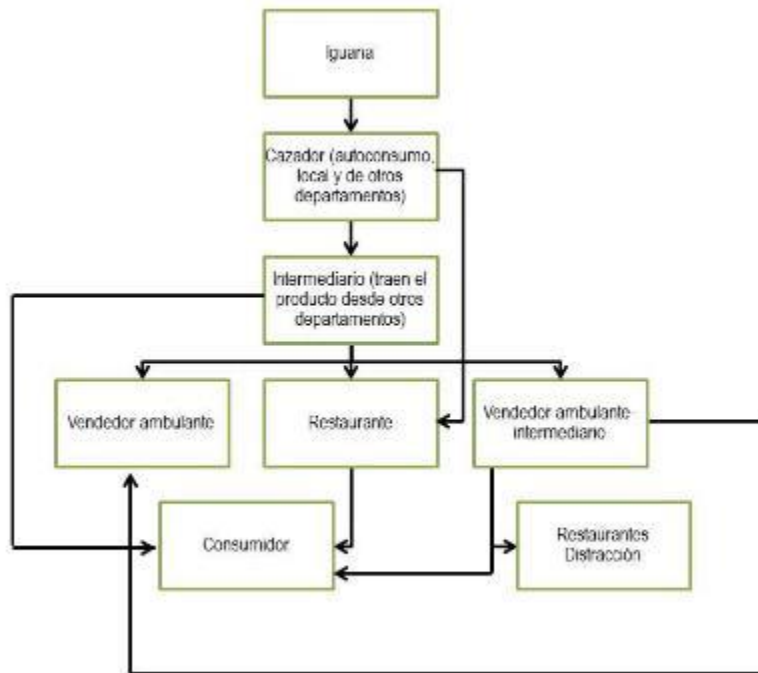 Iguana
Cazador (autoconsumo,
local y de otros
departamentos)
Intermediario (traen el
producto desde otros
departamentos)
Vendedor ambulante
Restaurante
Vendedor ambulante-
intermediario
Consumidor
Restaurantes
Distracción